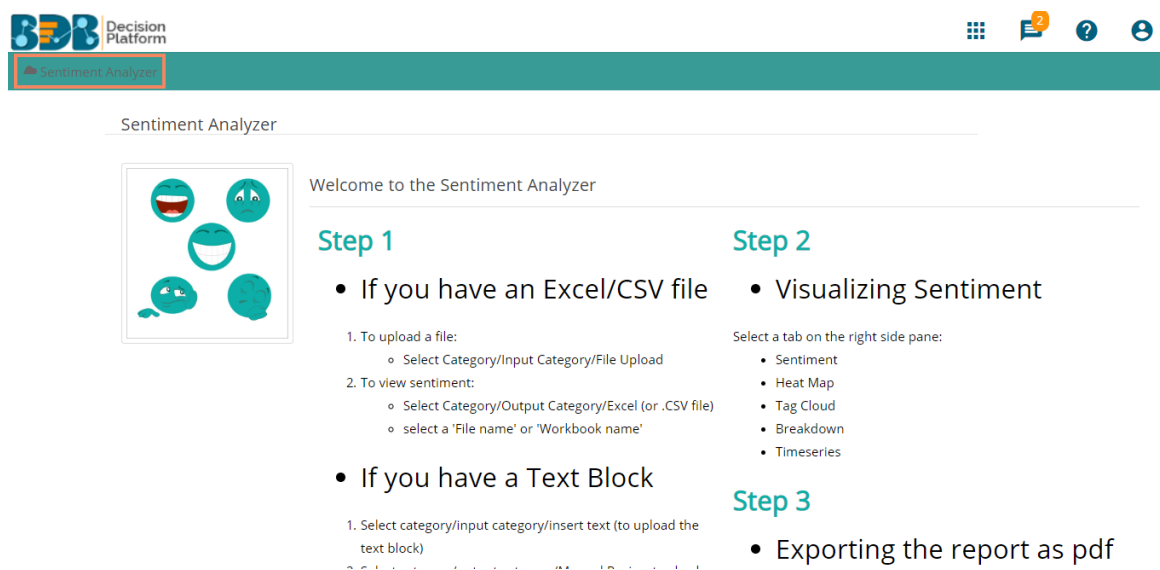 BDB Decision Platform
2
Sentiment Analyzer
Sentiment Analyzer
Welcome to the Sentiment Analyzer
Step 1
• If you have an Excel/CSV file
1. To upload a file:
Select Category/Input Category/File Upload
2. To view sentiment:
Select Category/Output Category/Excel (or .CSV file)
select a 'File name' or 'Workbook name'
• If you have a Text Block
1. Select category/input category/insert text (to upload the
text block)
Step 2
• Visualizing Sentiment
Select a tab on the right side pane:
• Sentiment
• Heat Map
• Tag Cloud
• Breakdown
• Timeseries
Step 3
• Exporting the report as pdf